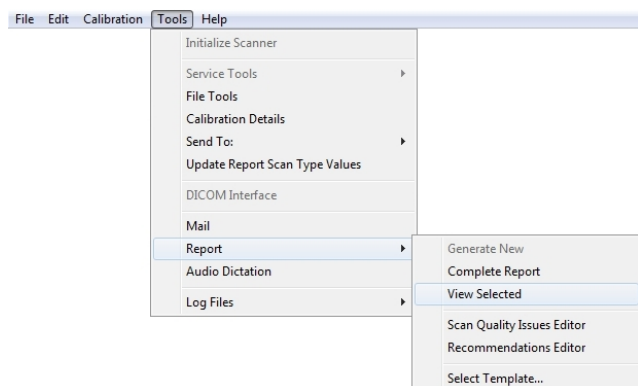 File Edit Calibration Tools Help
Initialize Scanner
Service Tools
File Tools
Calibration Details
Send To:
Update Report Scan Type Values
DICOM Interface
Mail
Report
Audio Dictation
Log Files
Generate New
Complete Report
View Selected
Scan Quality Issues Editor
Recommendations Editor
Select Template...